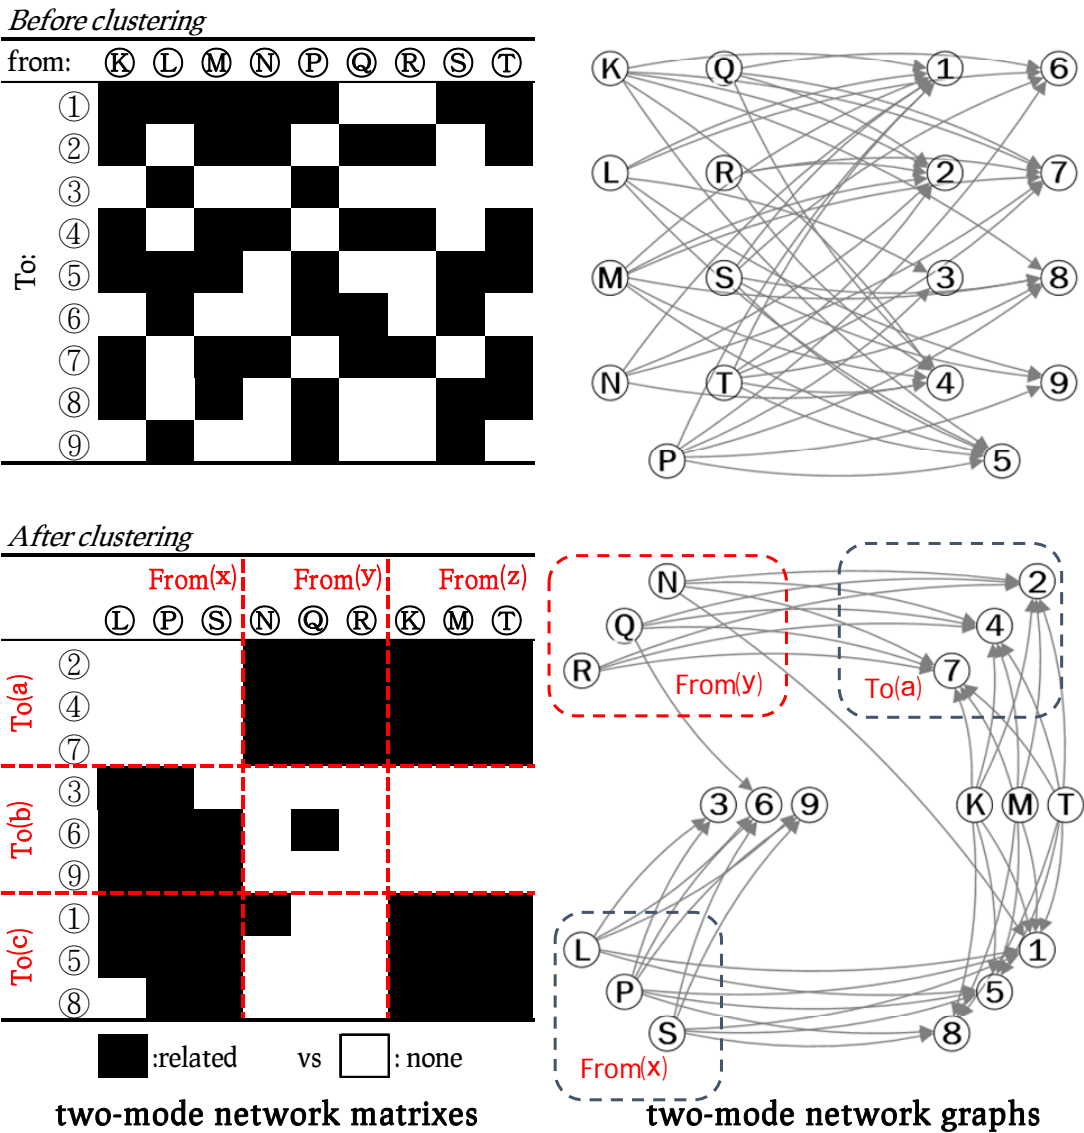 Before clustering
from: Ⓚ Ⓛ Ⓜ Ⓝ Ⓟ Ⓠ Ⓡ Ⓢ Ⓣ
To:
①
②
③
④
⑤
⑥
⑦
⑧
⑨
K Q 1 6
L R 2 7
M S 3 8
N T 4 9
P 5
After clustering
From(x) From(y) From(z)
Ⓛ Ⓟ Ⓢ Ⓝ Ⓠ Ⓡ Ⓚ Ⓜ Ⓣ
To(a)
②
④
⑦
To(b)
③
⑥
⑨
To(c)
①
⑤
⑧
N 2
Q 4
R 7
From(y) To(a)
3 6 9 K M T
L 1
P 5
S 8
From(x)
:related vs : none
two-mode network matrixes
two-mode network graphs